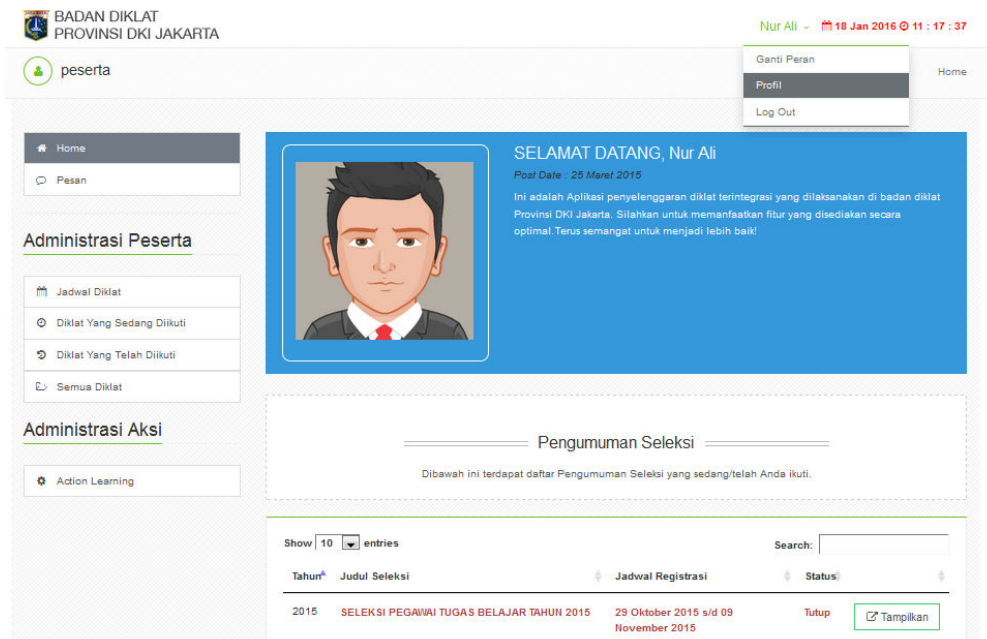 BADAN DIKLAT
PROVINSI DKI JAKARTA
Nur Ali
18 Jan 2016 11 : 17 : 37
Ganti Peran
Profil
Log Out
peserta
Home
Home
Pesan
Administrasi Peserta
Jadwal Diklat
Diklat Yang Sedang Diikuti
Diklat Yang Telah Diikuti
Semua Diklat
Administrasi Aksi
Action Learning
SELAMAT DATANG, Nur Ali
Post Date : 25 Maret 2015
Ini adalah Aplikasi penyelenggaran diklat terintegrasi yang dilaksanakan di badan diklat
Provinsi DKI Jakarta. Silahkan untuk memanfaatkan fitur yang disediakan secara
optimal.Terus semangat untuk menjadi lebih baik!
Pengumuman Seleksi
Dibawah ini terdapat daftar Pengumuman Seleksi yang sedang/telah Anda ikuti.
Show 10 entries
Search:
Tahun Judul Seleksi Jadwal Registrasi Status
2015 SELEKSI PEGAWAI TUGAS BELAJAR TAHUN 2015 29 Oktober 2015 s/d 09 Tutup Tampilkan
November 2015